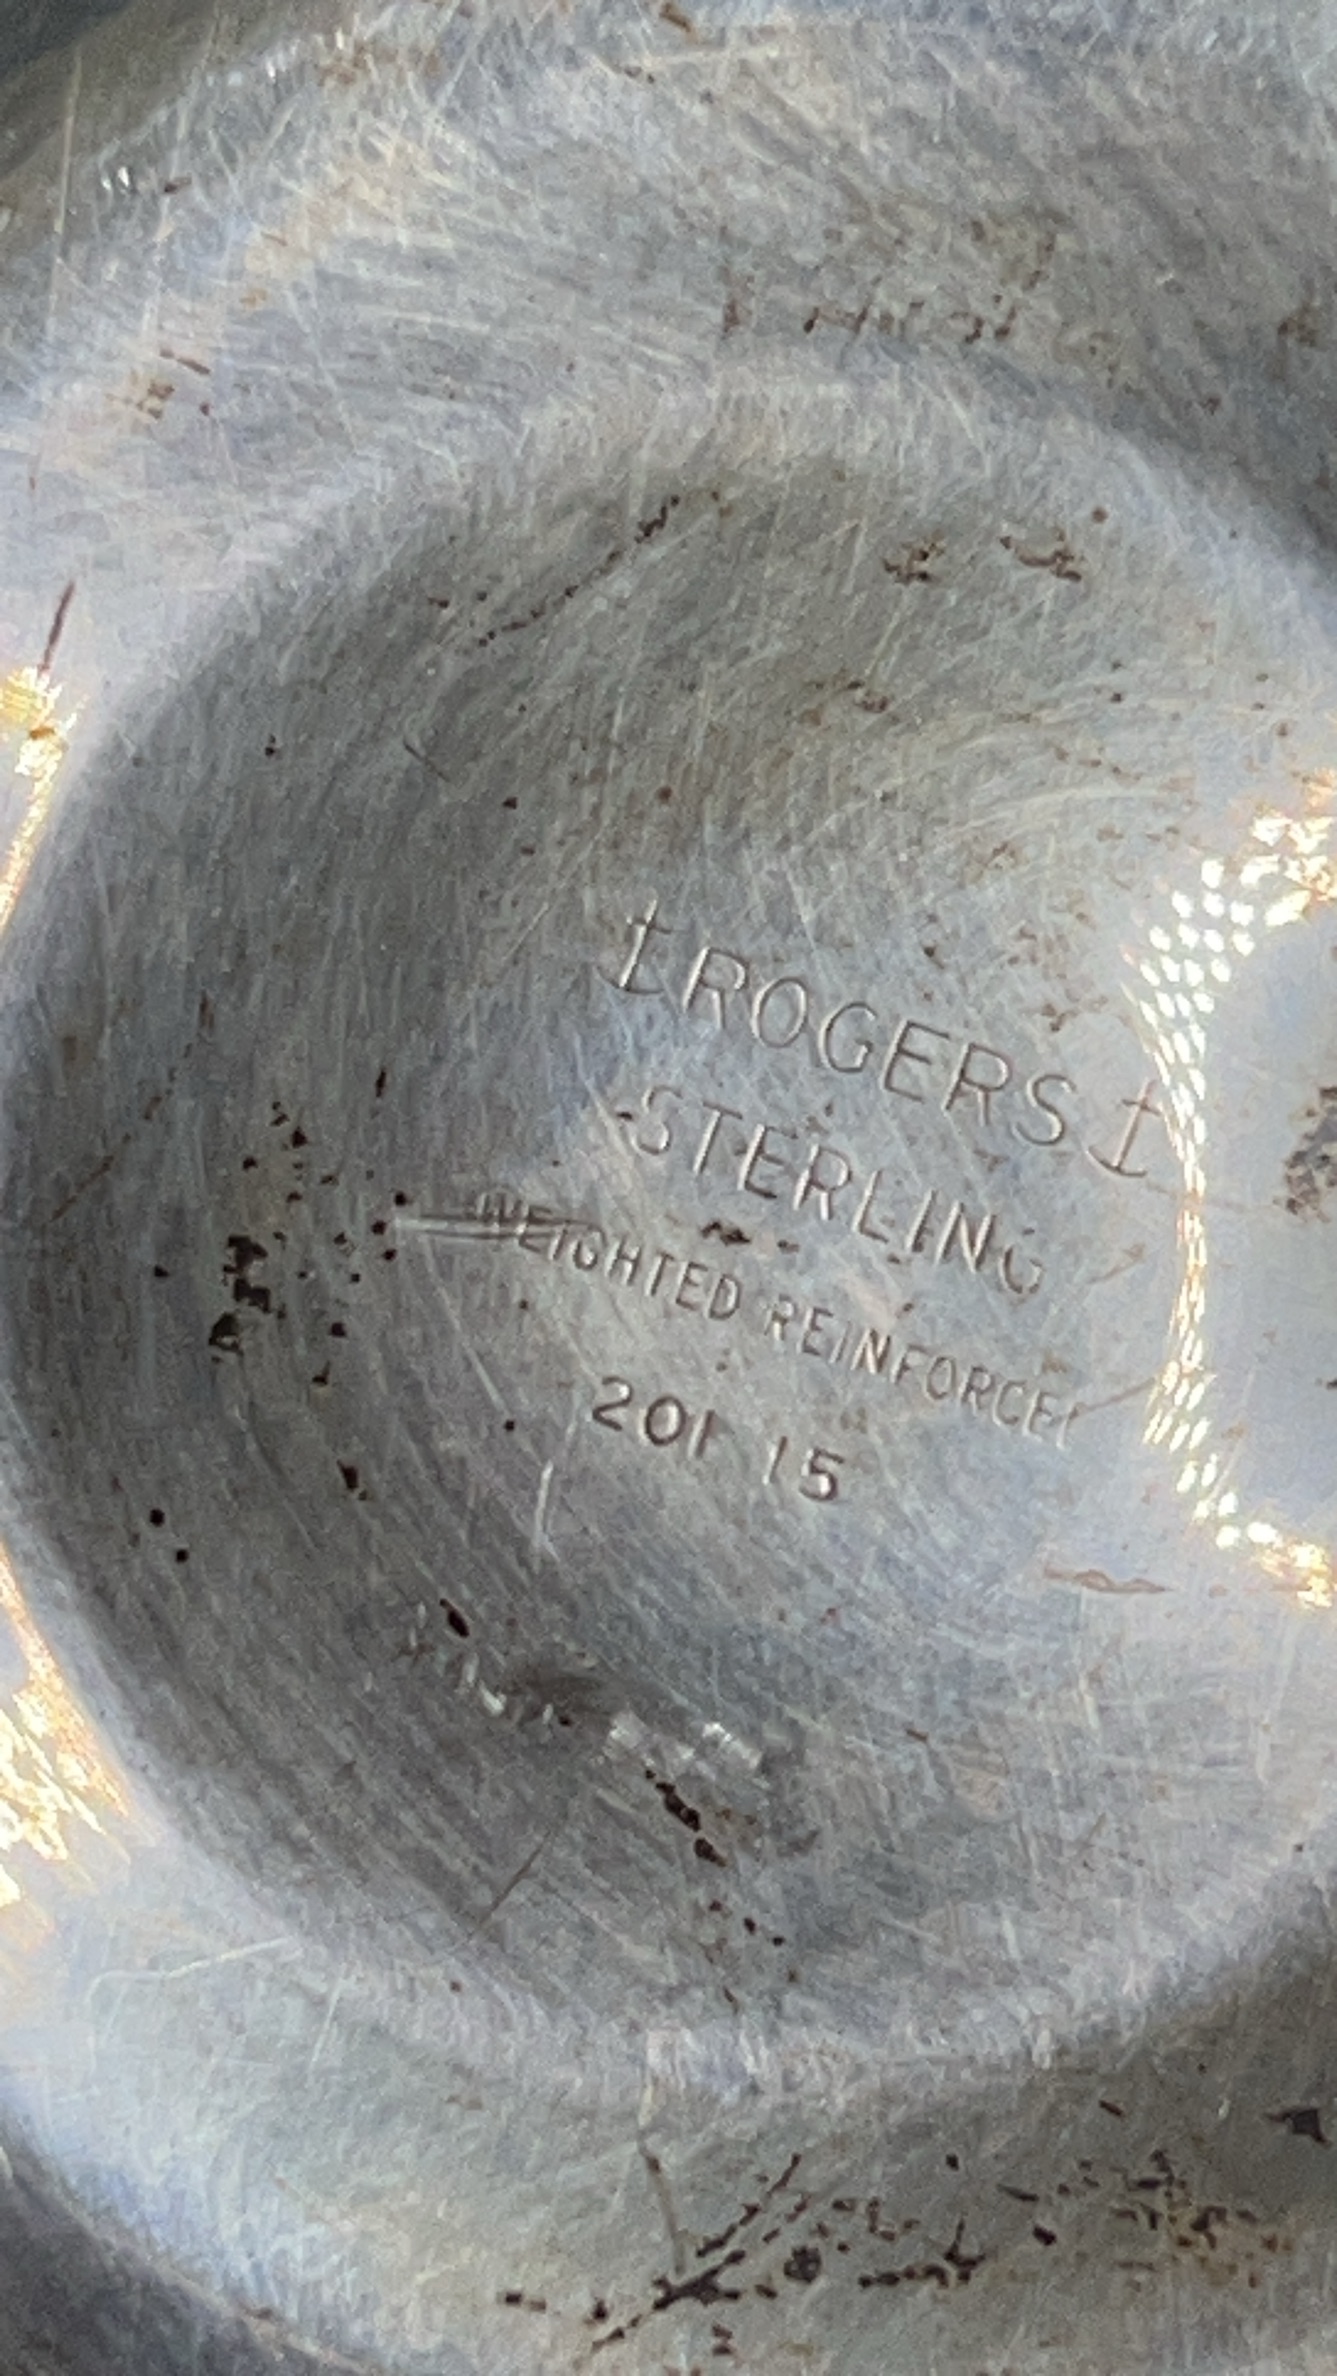 ROGERS
STERLING
WEIGHTED REINFORCED
201 15